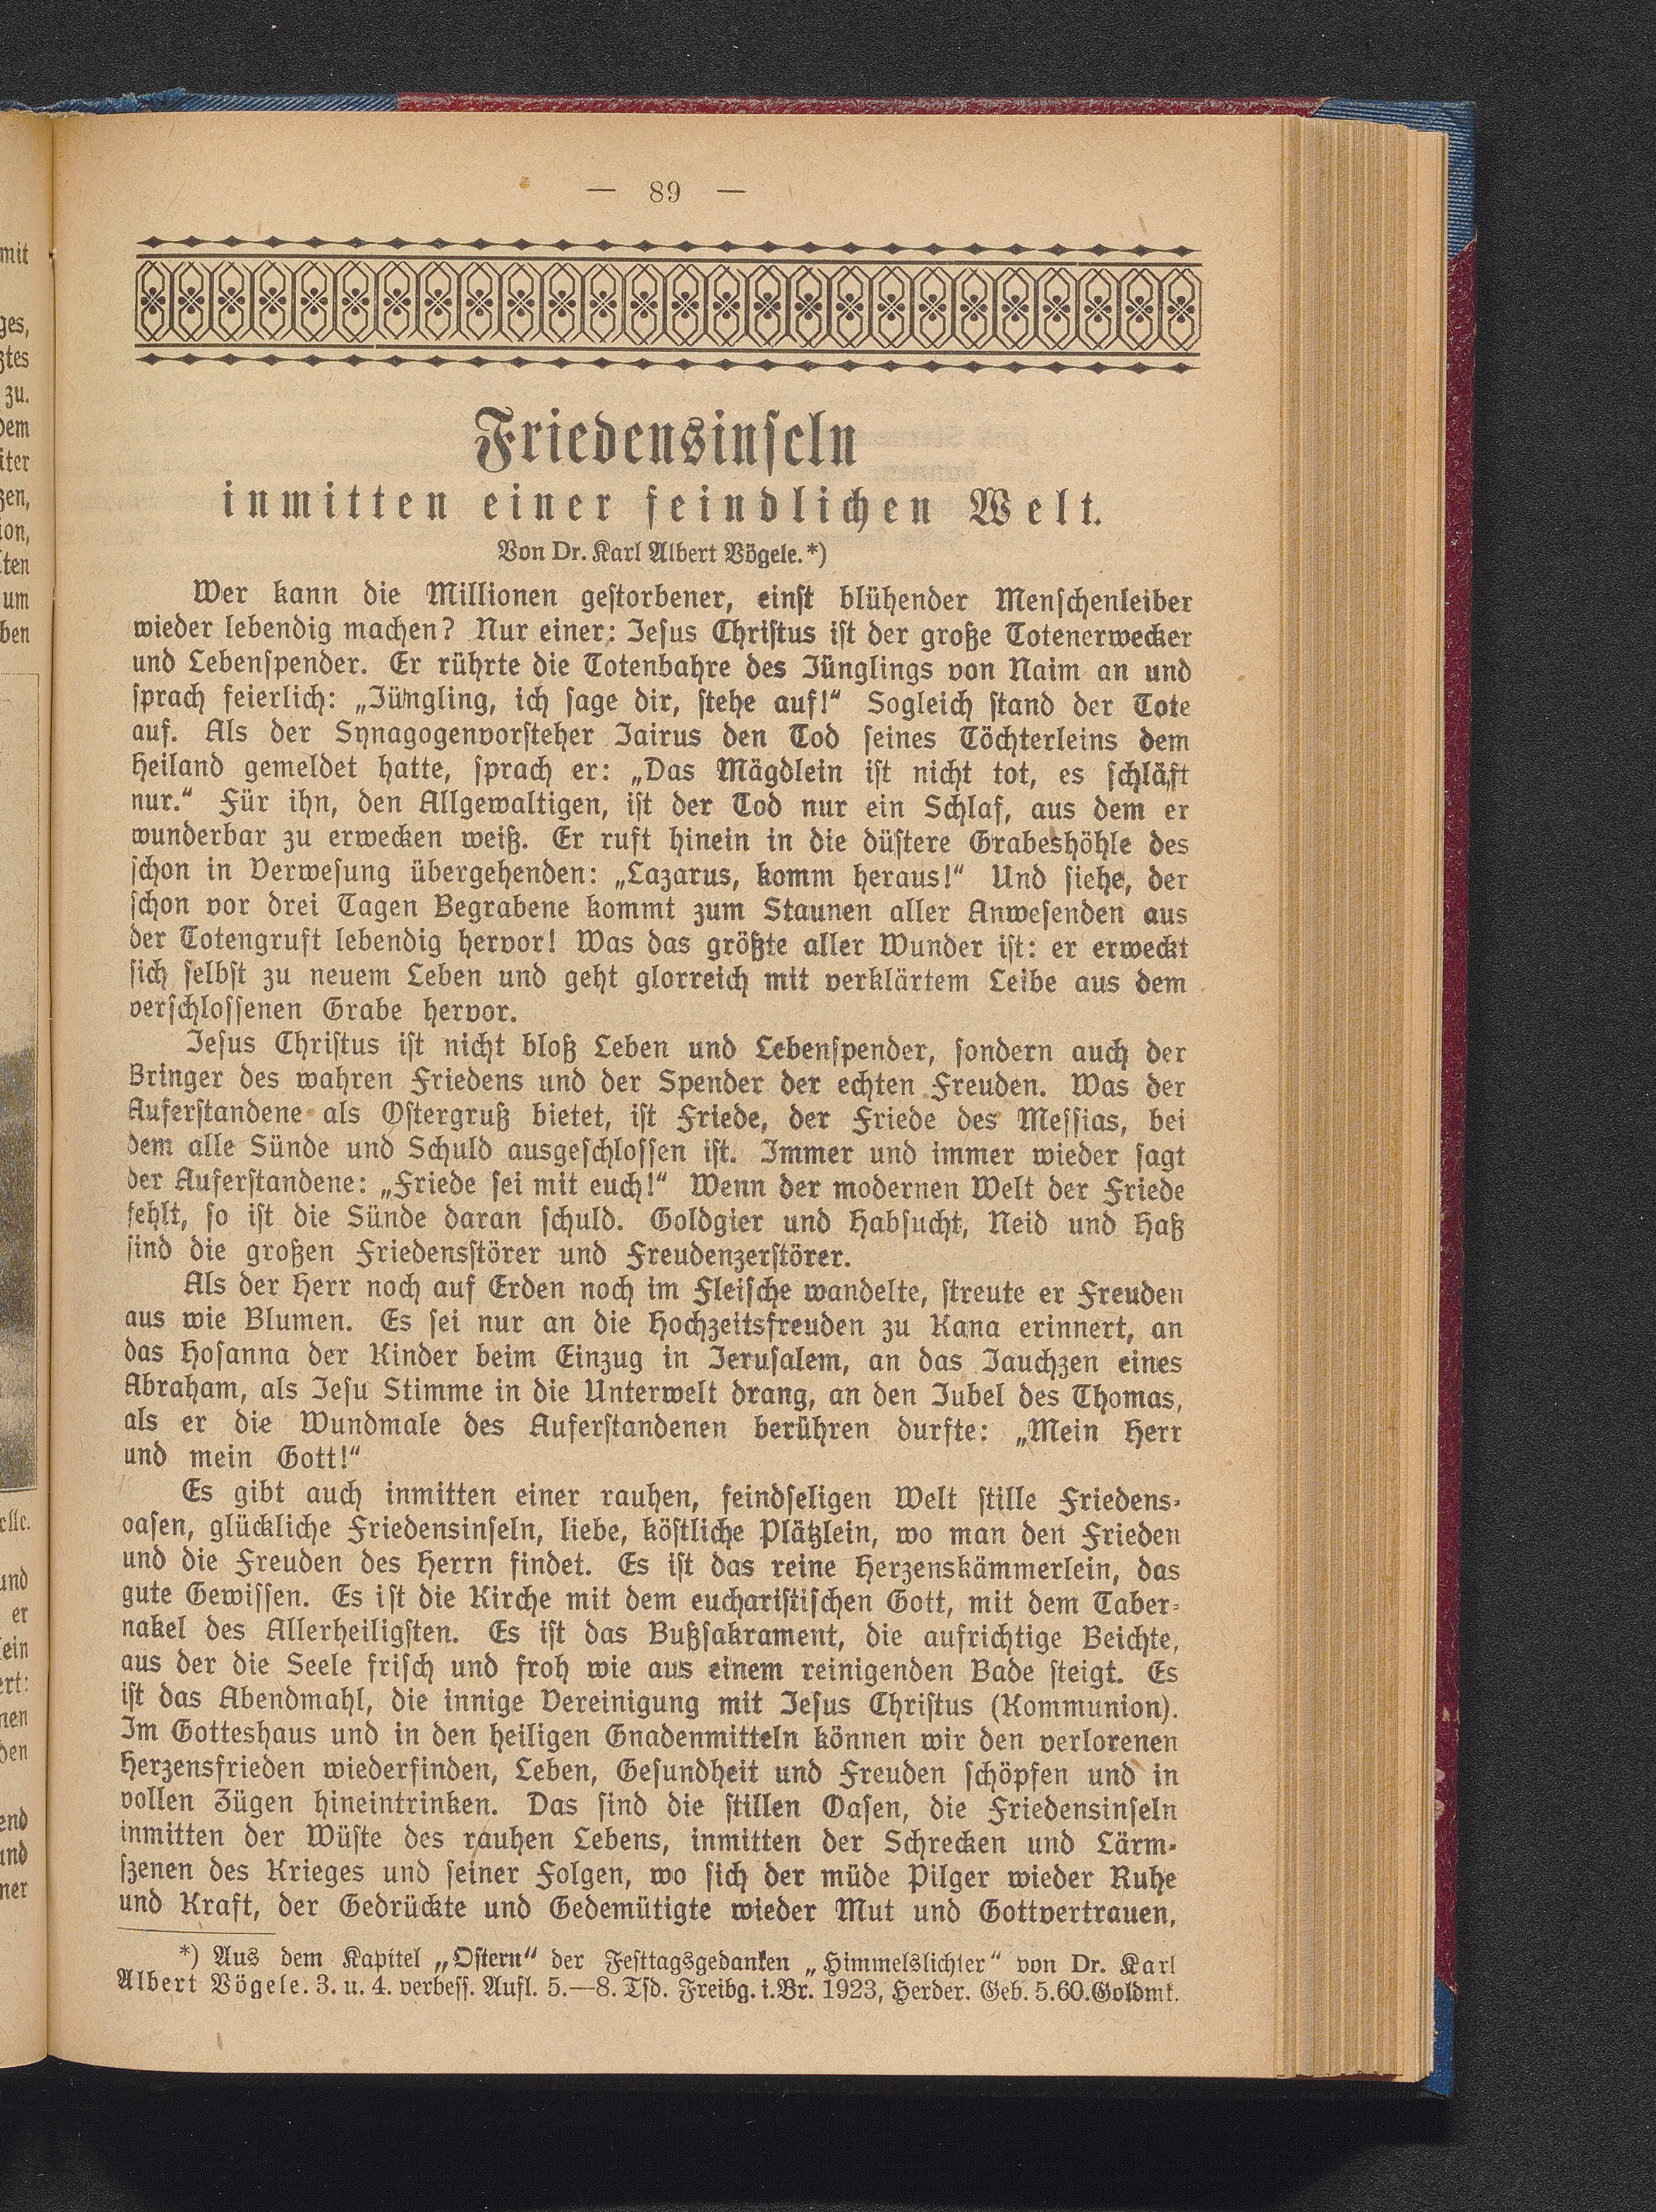 — 89 —
Friedensinseln
inmitten einer feindlichen Welt.
Von Dr. Karl Albert Vögele.*)
Wer kann die Millionen gestorbener, einst blühender Menschenleiber
wieder lebendig machen? Nur einer: Jesus Christus ist der große Totenerwecker
und Lebenspender. Er rührte die Totenbahre des Jünglings von Naim an und
sprach feierlich: „Jüngling, ich sage dir, stehe auf!“ Sogleich stand der Tote
auf. Als der Synagogenvorsteher Jairus den Tod seines Töchterleins dem
Heiland gemeldet hatte, sprach er: „Das Mägdlein ist nicht tot, es schläft
nur.“ Für ihn, den Allgewaltigen, ist der Tod nur ein Schlaf, aus dem er
wunderbar zu erwecken weiß. Er ruft hinein in die düstere Grabeshöhle des
schon in Verwesung übergehenden: „Lazarus, komm heraus!“ Und siehe, der
schon vor drei Tagen Begrabene kommt zum Staunen aller Anwesenden aus
der Totengruft lebendig hervor! Was das größte aller Wunder ist: er erweckt
sich selbst zu neuem Leben und geht glorreich mit verklärtem Leibe aus dem
verschlossenen Grabe hervor.
Jesus Christus ist nicht bloß Leben und Lebenspender, sondern auch der
Bringer des wahren Friedens und der Spender der echten Freuden. Was der
Auferstandene als Ostergruß bietet, ist Friede, der Friede des Messias, bei
dem alle Sünde und Schuld ausgeschlossen ist. Immer und immer wieder sagt
der Auferstandene: „Friede sei mit euch!“ Wenn der modernen Welt der Friede
fehlt, so ist die Sünde daran schuld. Goldgier und Habsucht, Neid und Haß
sind die großen Friedensstörer und Freudenzerstörer.
Als der Herr noch auf Erden noch im Fleische wandelte, streute er Freuden
aus wie Blumen. Es sei nur an die Hochzeitsfreuden zu Kana erinnert, an
das Hosanna der Kinder beim Einzug in Jerusalem, an das Jauchzen eines
Abraham, als Jesu Stimme in die Unterwelt drang, an den Jubel des Thomas,
als er die Wundmale des Auferstandenen berühren durfte: „Mein Herr
und mein Gott!“
Es gibt auch inmitten einer rauhen, feindseligen Welt stille Friedens-
oasen, glückliche Friedensinseln, liebe, köstliche Plätzlein, wo man den Frieden
und die Freuden des Herrn findet. Es ist das reine Herzenskämmerlein, das
gute Gewissen. Es ist die Kirche mit dem eucharistischen Gott, mit dem Taber-
nakel des Allerheiligsten. Es ist das Bußsakrament, die aufrichtige Beichte,
aus der die Seele frisch und froh wie aus einem reinigenden Bade steigt. Es
ist das Abendmahl, die innige Vereinigung mit Jesus Christus (Kommunion).
Im Gotteshaus und in den heiligen Gnadenmitteln können wir den verlorenen
Herzensfrieden wiederfinden, Leben, Gesundheit und Freuden schöpfen und in
vollen Zügen hineintrinken. Das sind die stillen Oasen, die Friedensinseln
inmitten der Wüste des rauhen Lebens, inmitten der Schrecken und Lärm-
szenen des Krieges und seiner Folgen, wo sich der müde Pilger wieder Ruhe
und Kraft, der Gedrückte und Gedemütigte wieder Mut und Gottvertrauen,
*) Aus dem Kapitel „Ostern“ der Festtagsgedanken „Himmelslichter“ von Dr. Karl
Albert Vögele. 3. u. 4. verbess. Aufl. 5.—8. Tsd. Freibg. i.Br. 1923, Herder. Geb. 5.60.Goldmk.